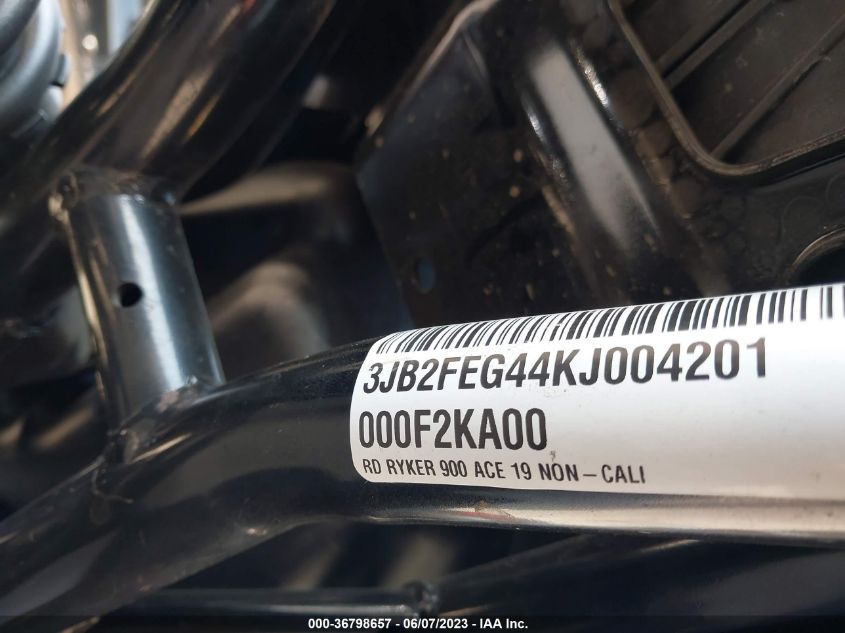 3JB2FEG44KJ004201
000F2KA00
RD RYKER 900 ACE 19 NON-CALI
000-36798657 - 06/07/2023 - IAA Inc.